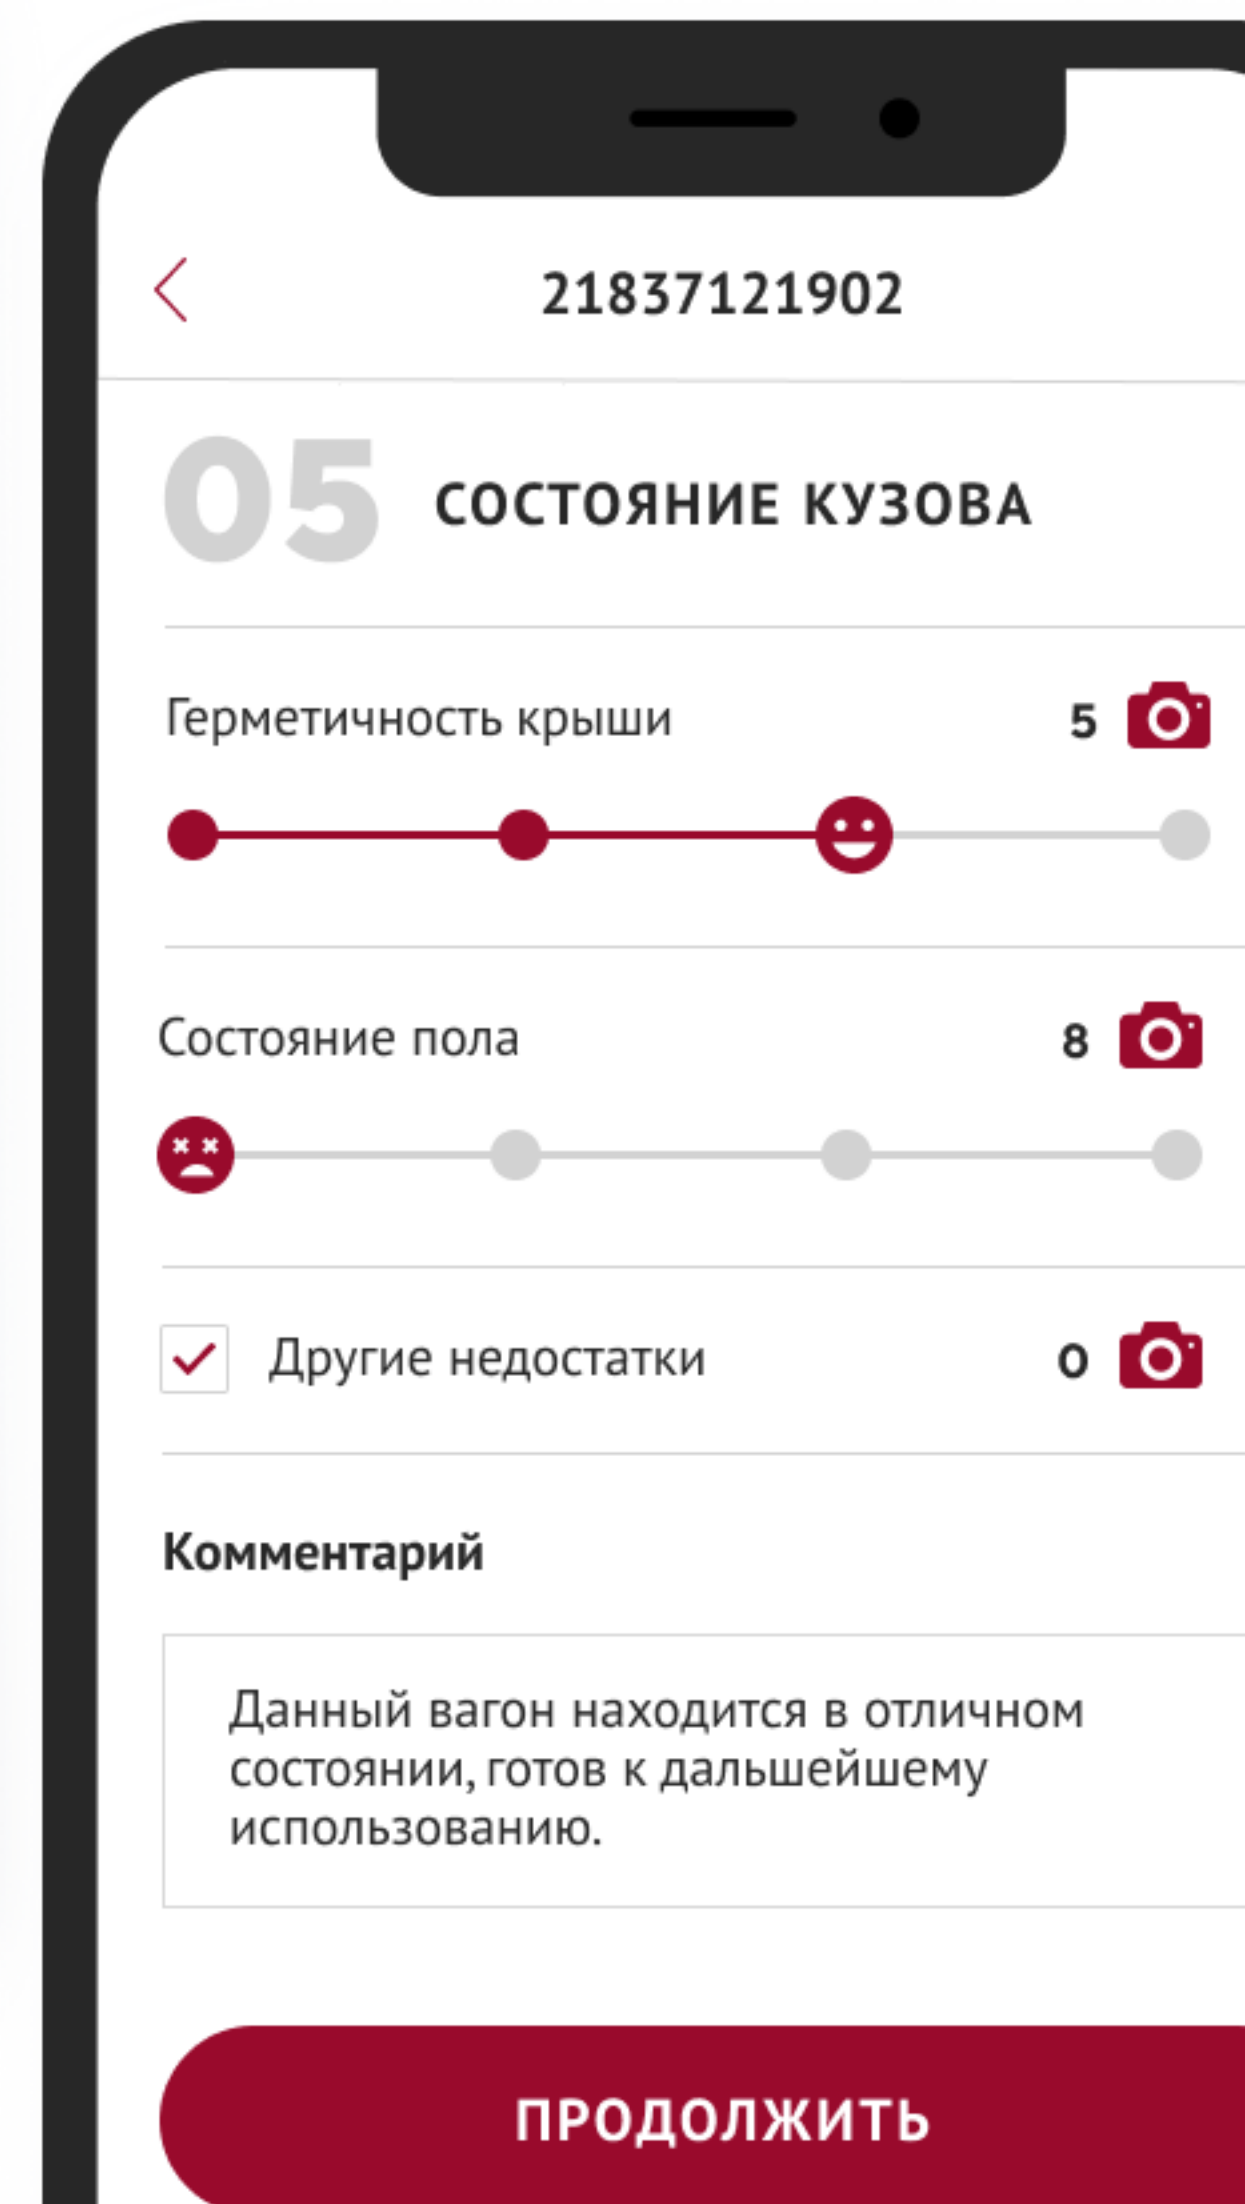 21837121902
05 СОСТОЯНИЕ КУЗОВА
Герметичность крыши 5
Состояние пола 8
Другие недостатки 0
Комментарий
Данный вагон находится в отличном
состоянии, готов к дальшейшему
использованию.
ПРОДОЛЖИТЬ